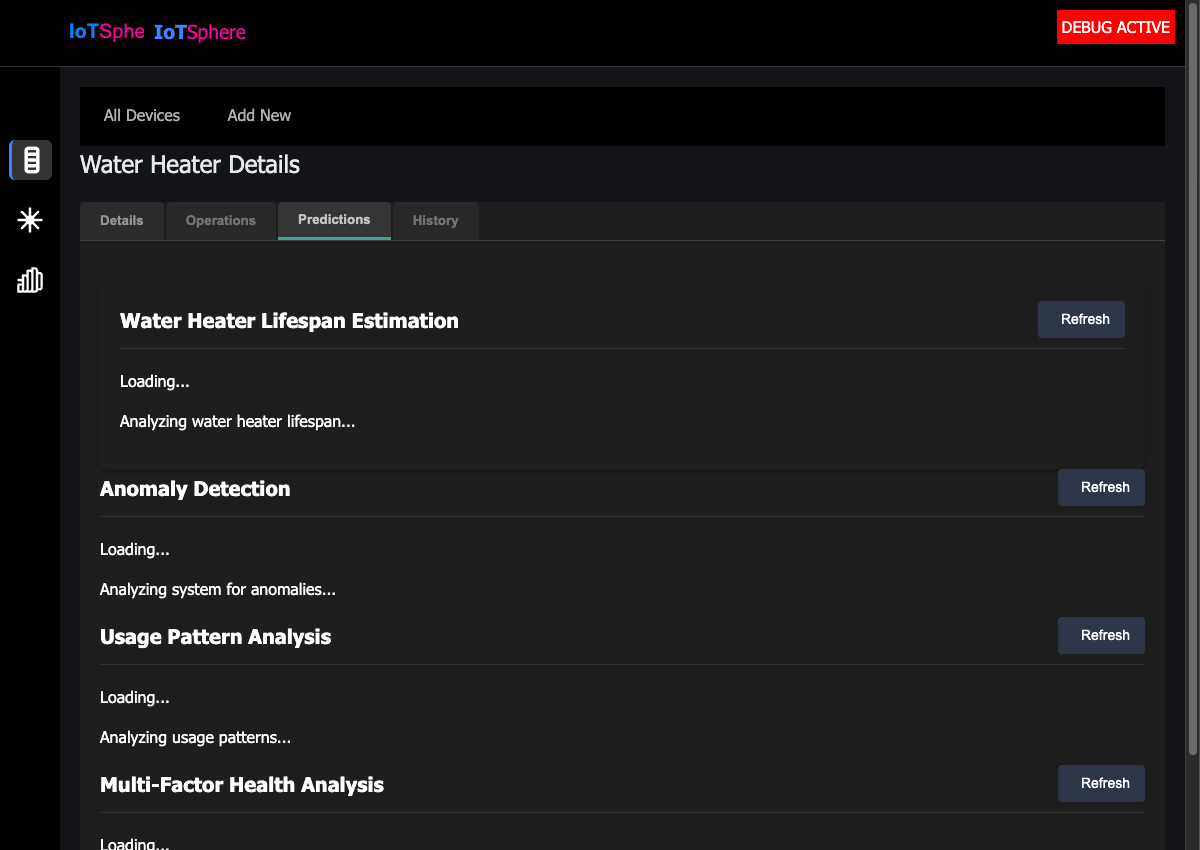 IoTSphe IoTSphere
DEBUG ACTIVE
All Devices Add New
Water Heater Details
Details Operations Predictions History
Water Heater Lifespan Estimation Refresh
Loading...
Analyzing water heater lifespan...
Anomaly Detection Refresh
Loading...
Analyzing system for anomalies...
Usage Pattern Analysis Refresh
Loading...
Analyzing usage patterns...
Multi-Factor Health Analysis Refresh
Loading...